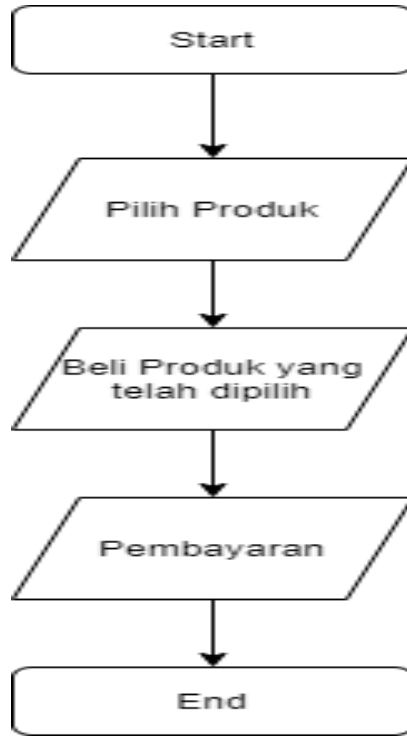 Start
Pilih Produk
Beli Produk yang
telah dipilih
Pembayaran
End